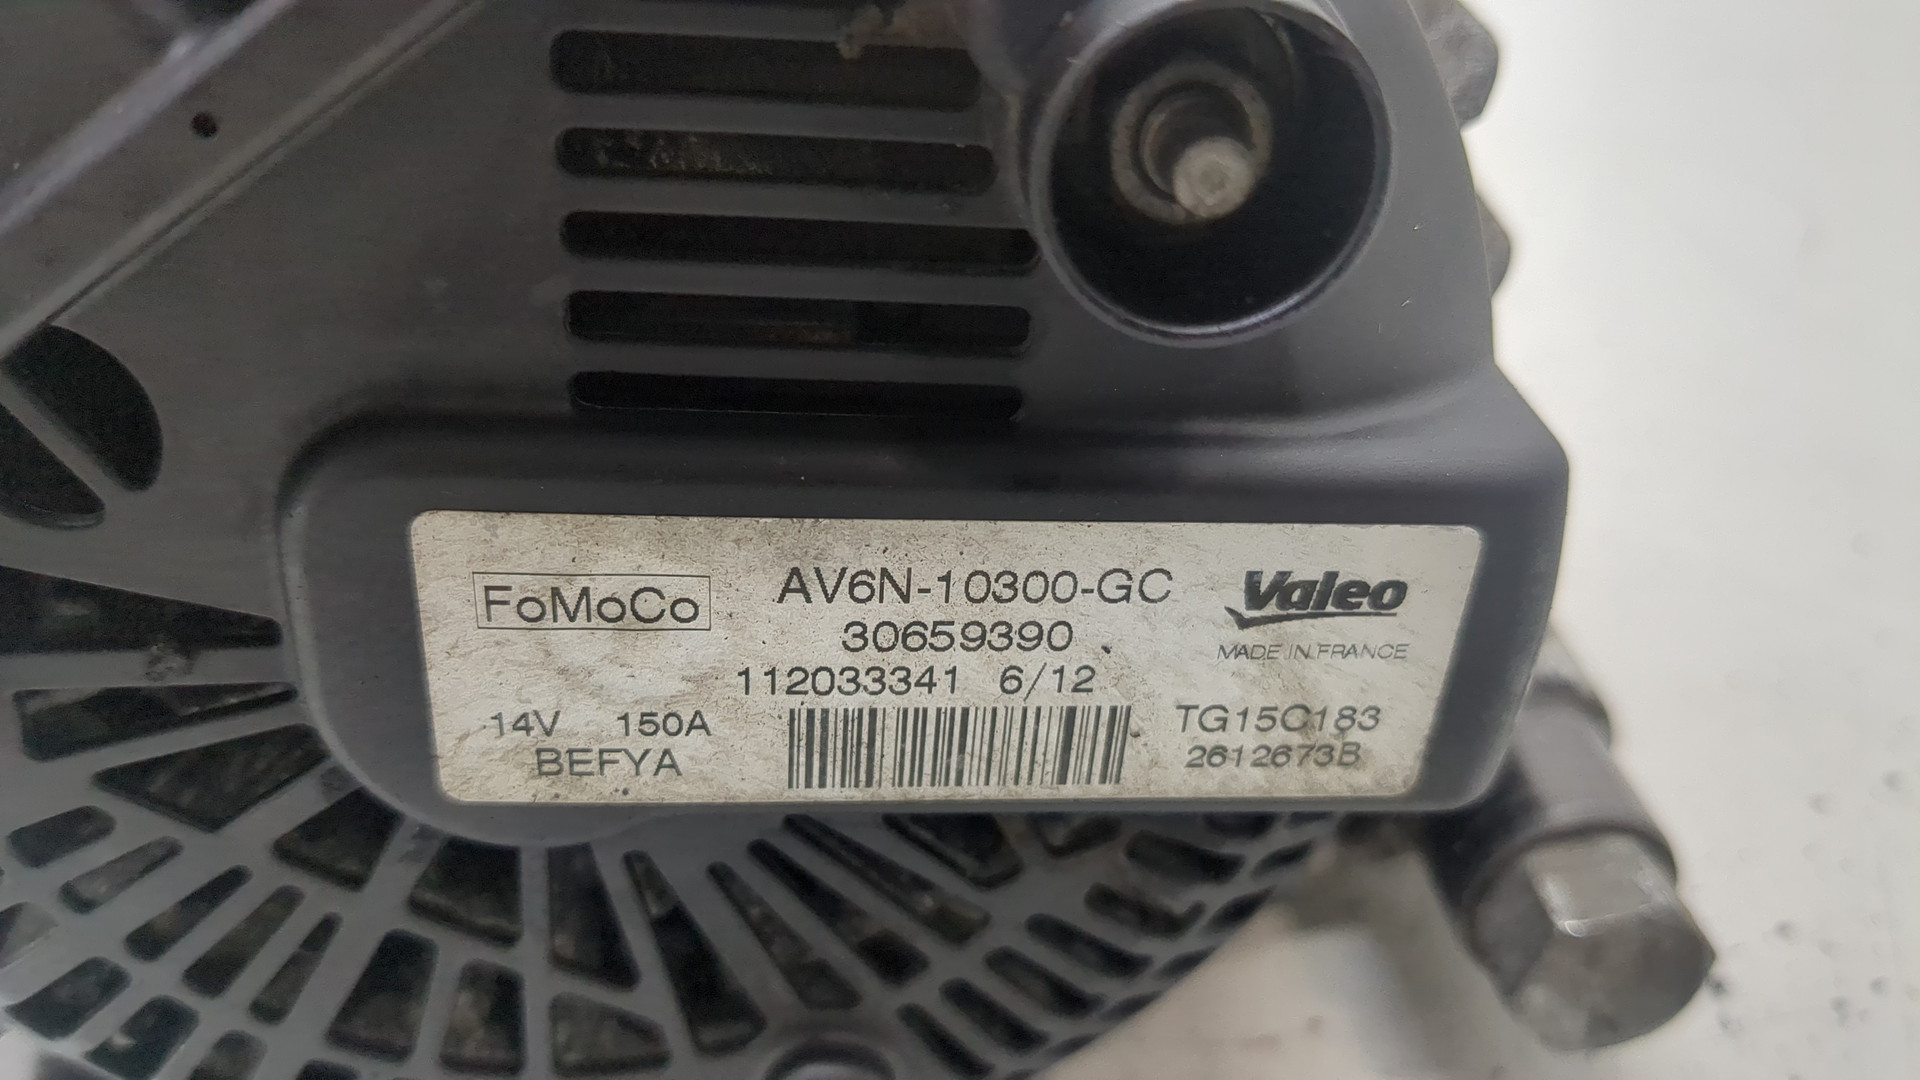 FoMoCo
AV6N-10300-GC
30659390
112033341 6/12
14V 150A
BEFYA
Valeo
MADE IN FRANCE
TG15C183
2612673B